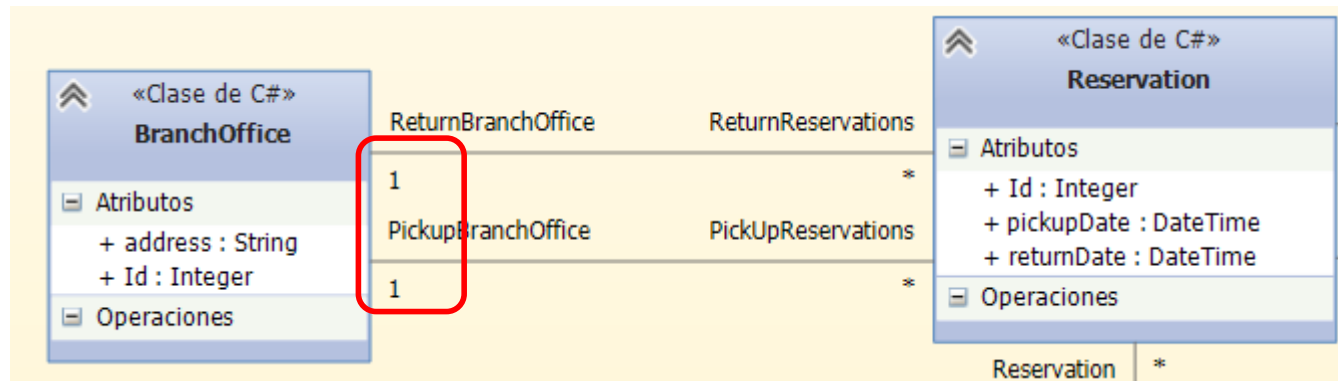 «Clase de C#»
BranchOffice
Atributos
+ address : String
+ Id : Integer
Operaciones
ReturnBranchOffice
ReturnReservations
1
*
PickupBranchOffice
PickUpReservations
1
*
«Clase de C#»
Reservation
Atributos
+ Id : Integer
+ pickupDate : DateTime
+ returnDate : DateTime
Operaciones
Reservation
*